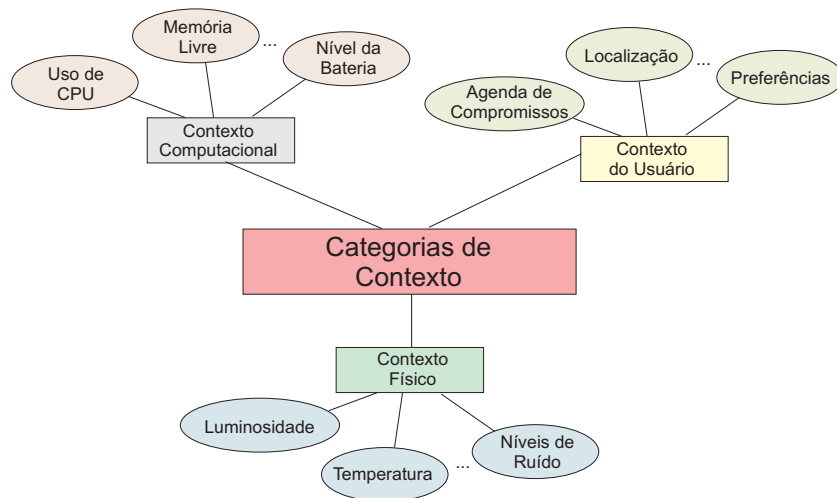 Memória
Livre
...
Nível da
Bateria
Uso de
CPU
Contexto
Computacional
Localização
...
Preferências
Agenda de
Compromissos
Contexto
do Usuário
Categorias de
Contexto
Contexto
Físico
Luminosidade
Temperatura
...
Níveis de
Ruído